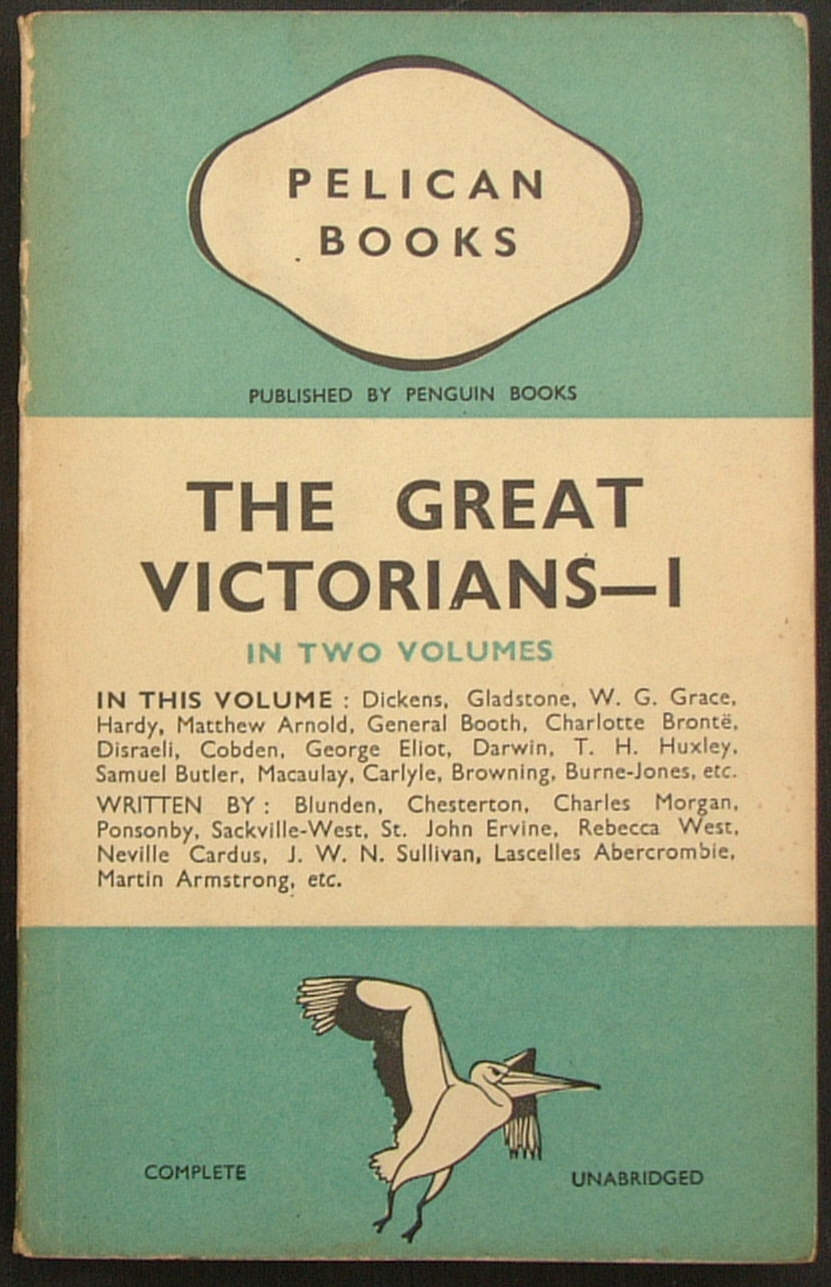 PELICAN
BOOKS
PUBLISHED BY PENGUIN BOOKS
THE GREAT
VICTORIANS—I
IN TWO VOLUMES
IN THIS VOLUME : Dickens, Gladstone, W. G. Grace,
Hardy, Matthew Arnold, General Booth, Charlotte Brontë,
Disraeli, Cobden, George Eliot, Darwin, T. H. Huxley,
Samuel Butler, Macaulay, Carlyle, Browning, Burne-Jones, etc.
WRITTEN BY : Blunden, Chesterton, Charles Morgan,
Ponsonby, Sackville-West, St. John Ervine, Rebecca West,
Neville Cardus, J. W. N. Sullivan, Lascelles Abercrombie,
Martin Armstrong, etc.
COMPLETE UNABRIDGED